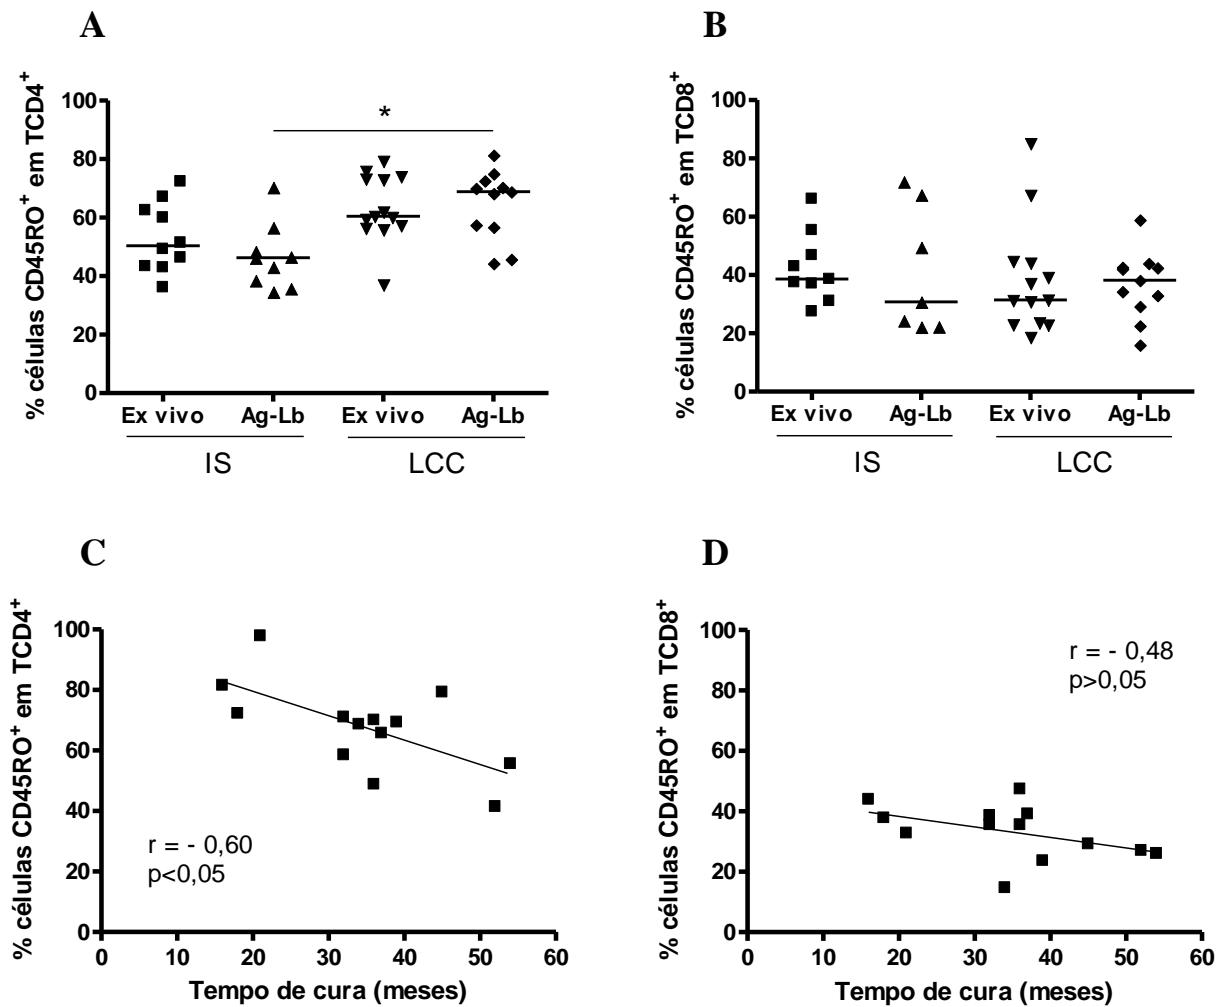 A
% células CD45RO⁺ em TCD4⁺
100
80
60
40
20
0
*
Ex vivo
Ag-Lb
Ex vivo
Ag-Lb
IS
LCC
B
% células CD45RO⁺ em TCD8⁺
100
80
60
40
20
0
Ex vivo
Ag-Lb
Ex vivo
Ag-Lb
IS
LCC
C
% células CD45RO⁺ em TCD4⁺
100
80
60
40
20
0
r = - 0,60
p<0,05
0
10
20
30
40
50
60
Tempo de cura (meses)
D
% células CD45RO⁺ em TCD8⁺
100
80
60
40
20
0
r = - 0,48
p>0,05
0
10
20
30
40
50
60
Tempo de cura (meses)